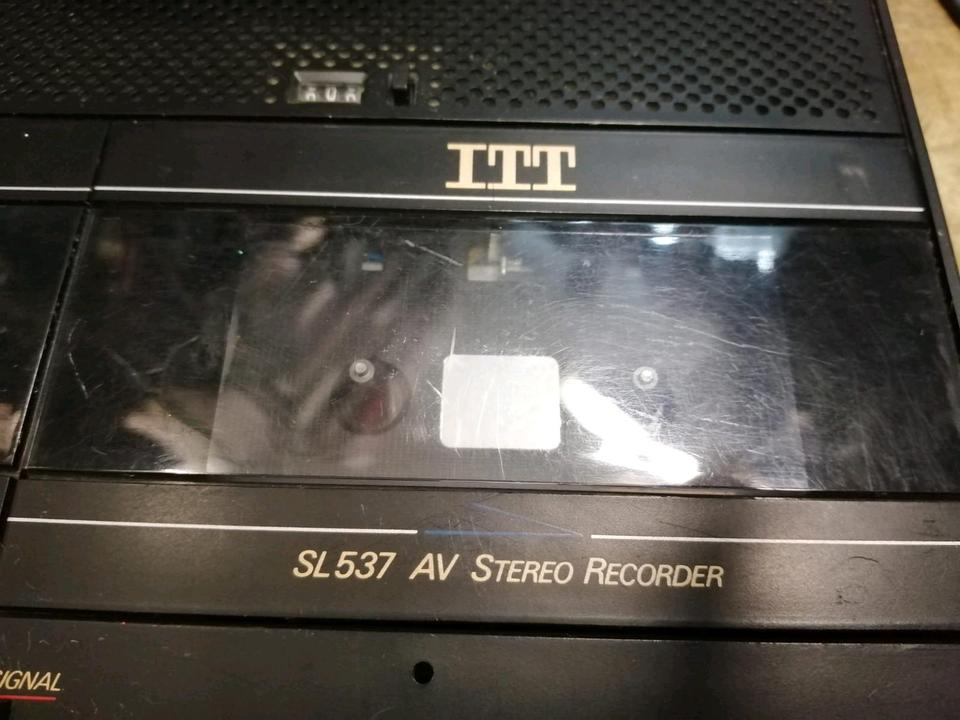 ITT
SL537 AV STEREO RECORDER
SIGNAL